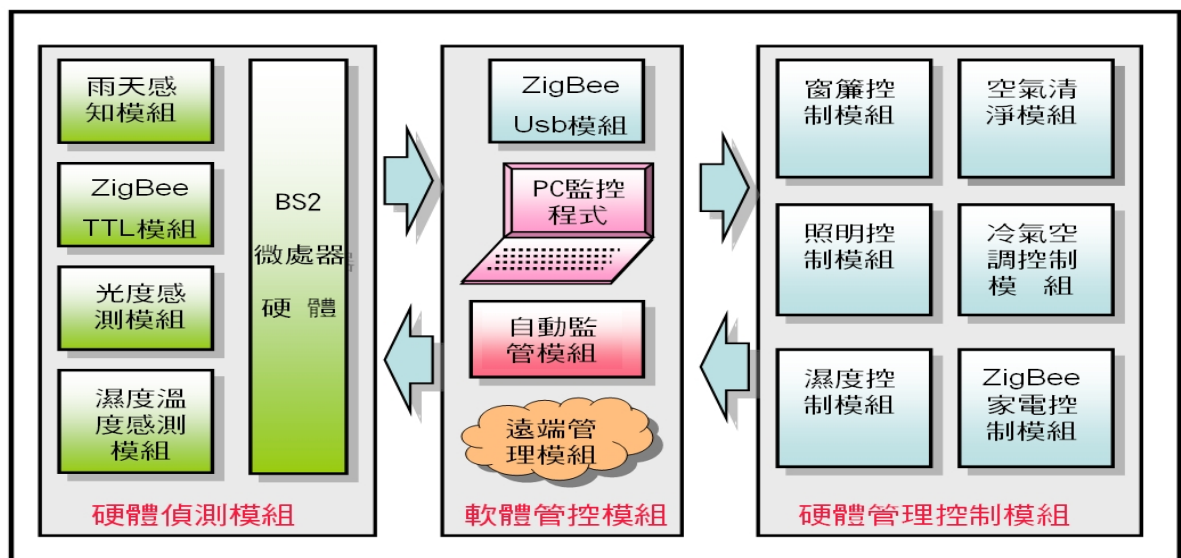 雨天感
知模組
ZigBee
TTL模組
光度感
測模組
濕度溫
度感測
模組
BS2
微處器
硬 體
硬體偵測模組
ZigBee
Usb模組
PC監控
程式
自動監
管模組
遠端管
理模組
軟體管控模組
窗簾控
制模組
空氣清
淨模組
照明控
制模組
冷氣空
調控制
模 組
濕度控
制模組
ZigBee
家電控
制模組
硬體管理控制模組